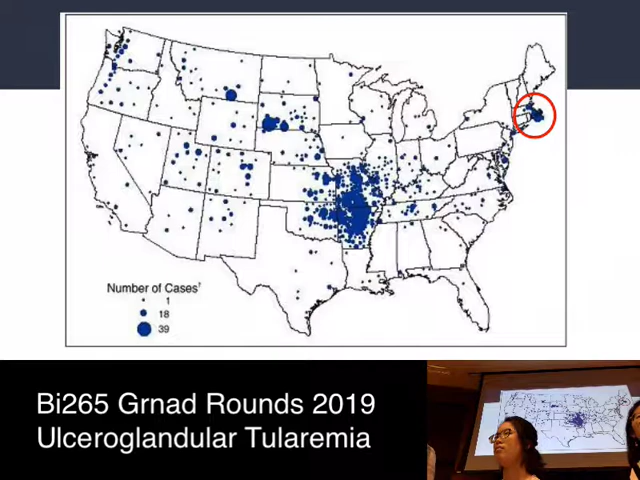 Number of Cases†
1
18
39
Bi265 Grnad Rounds 2019
Ulceroglandular Tularemia